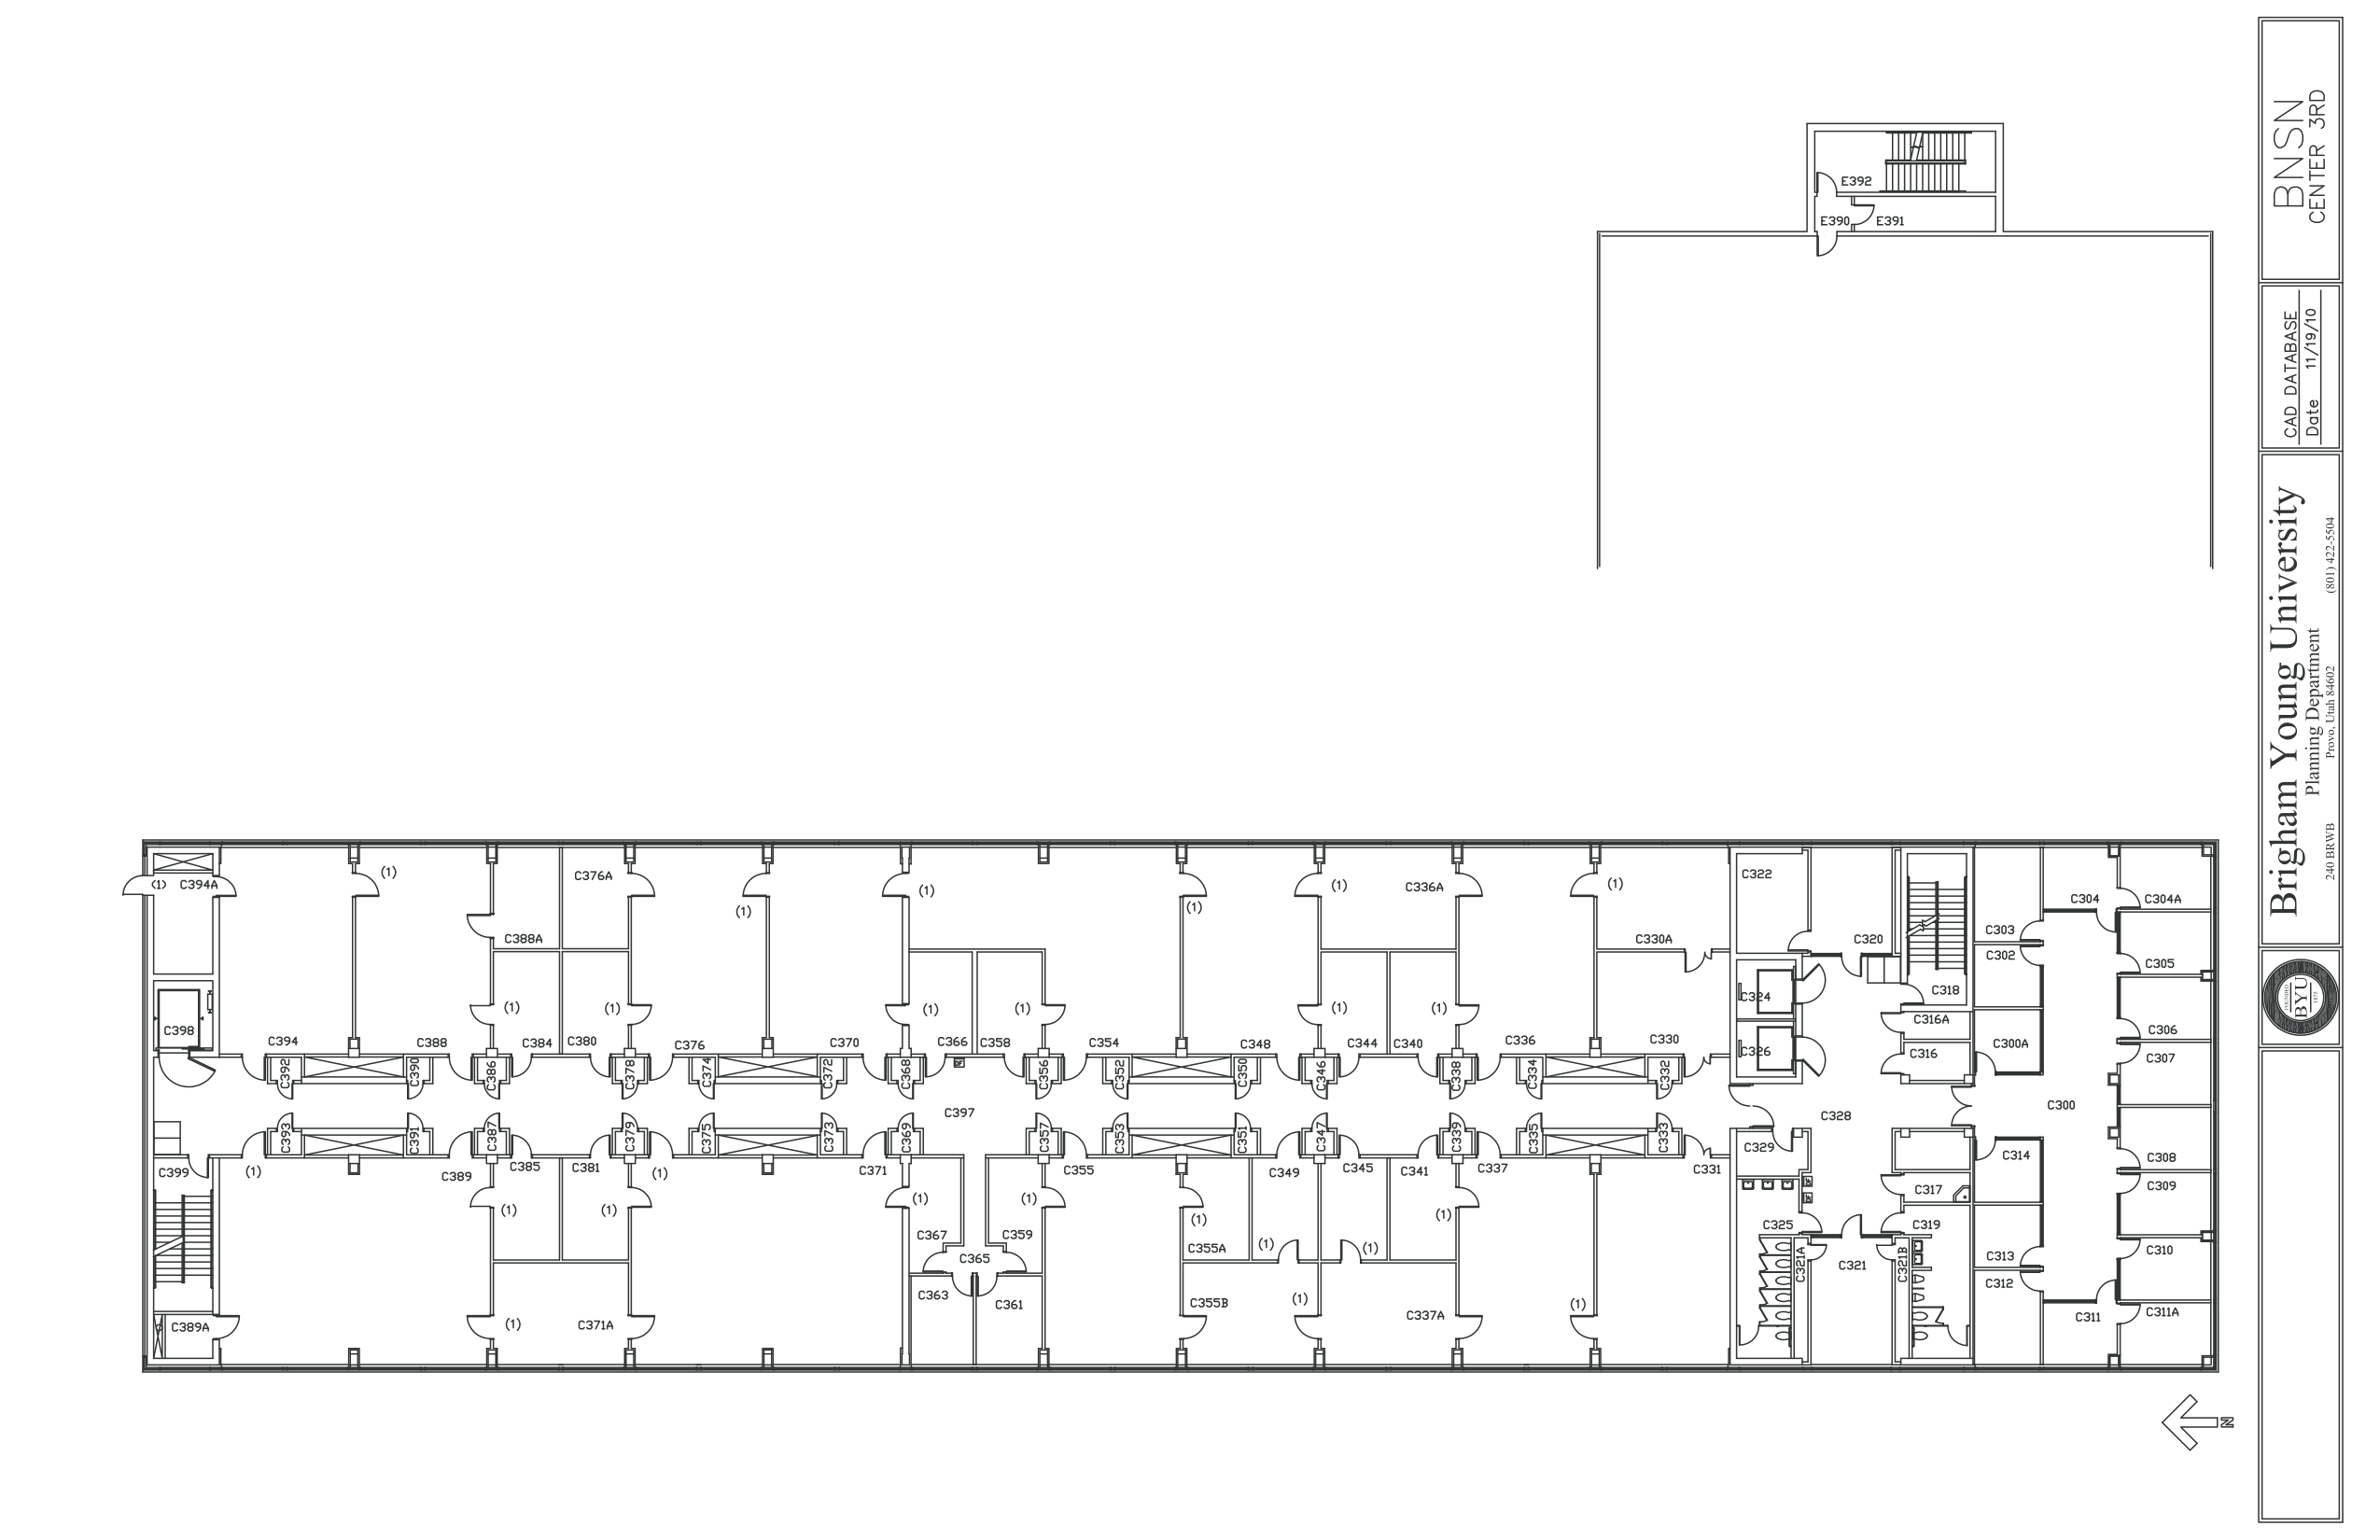 E392
E390
E391
(1)
C394A
(1)
C376A
(1)
(1)
(1)
(1)
C336A
(1)
C322
C304
C304A
C388A
C330A
C320
C303
C302
C305
(1)
(1)
(1)
(1)
(1)
(1)
C324
C318
C316A
C306
C398
C394
C388
C384
C380
C376
C370
C366
C358
C354
C348
C344
C340
C336
C330
C326
C316
C300A
C307
C392
C390
C386
C378
C374
C372
C368
C356
C352
C350
C346
C338
C334
C332
C397
C328
C300
C393
C391
C387
C379
C375
C373
C369
C357
C353
C351
C347
C339
C335
C333
C329
C399
(1)
C389
C385
C381
(1)
C371
C355
C349
C345
C341
C337
C331
C314
C308
(1)
(1)
(1)
(1)
(1)
(1)
C317
C309
C367
C359
C355A
(1)
(1)
C325
C319
C365
C321A
C321
C321B
C313
C310
C363
C361
C355B
(1)
(1)
C312
C389A
(1)
C371A
C337A
C311
C311A
N
BNSN
CENTER 3RD
CAD DATABASE
Date 11/19/10
Brigham Young University
Planning Department
240 BRWB Provo, Utah 84602 (801) 422-5504
FOUNDED
BYU
1875